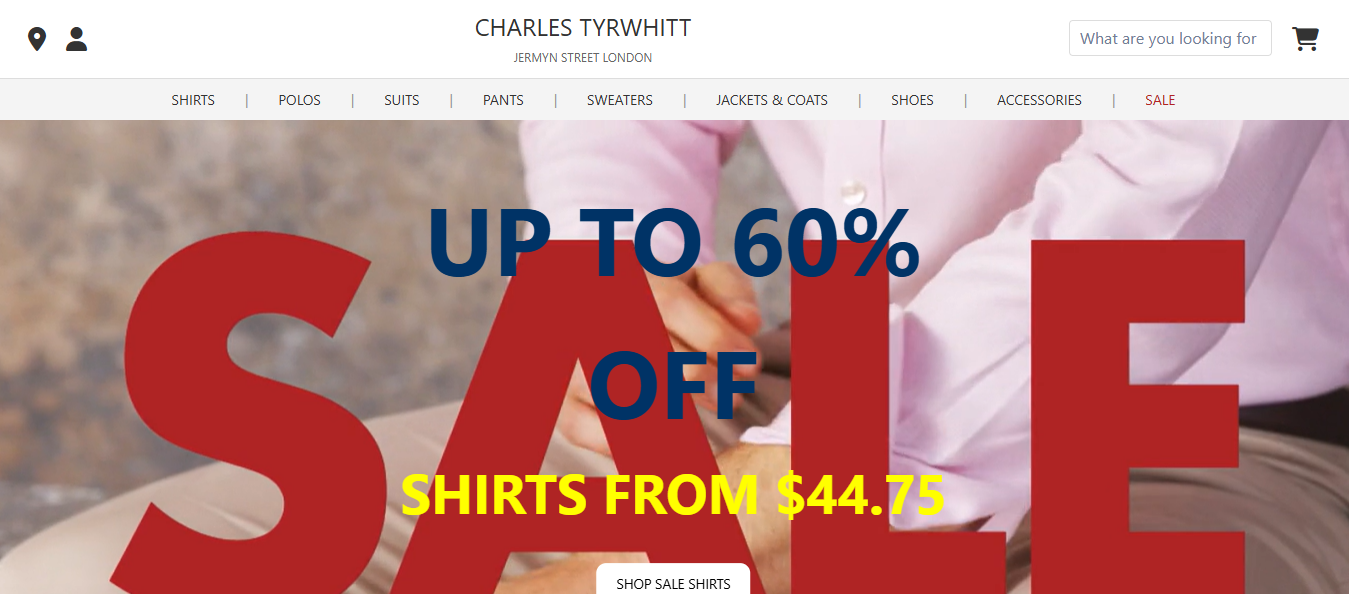 CHARLES TYRWHITT
JERMYN STREET LONDON
What are you looking for
SHIRTS | POLOS | SUITS | PANTS | SWEATERS | JACKETS & COATS | SHOES | ACCESSORIES | SALE
UP TO 60%
OFF
SALE
SHIRTS FROM $44.75
SHOP SALE SHIRTS